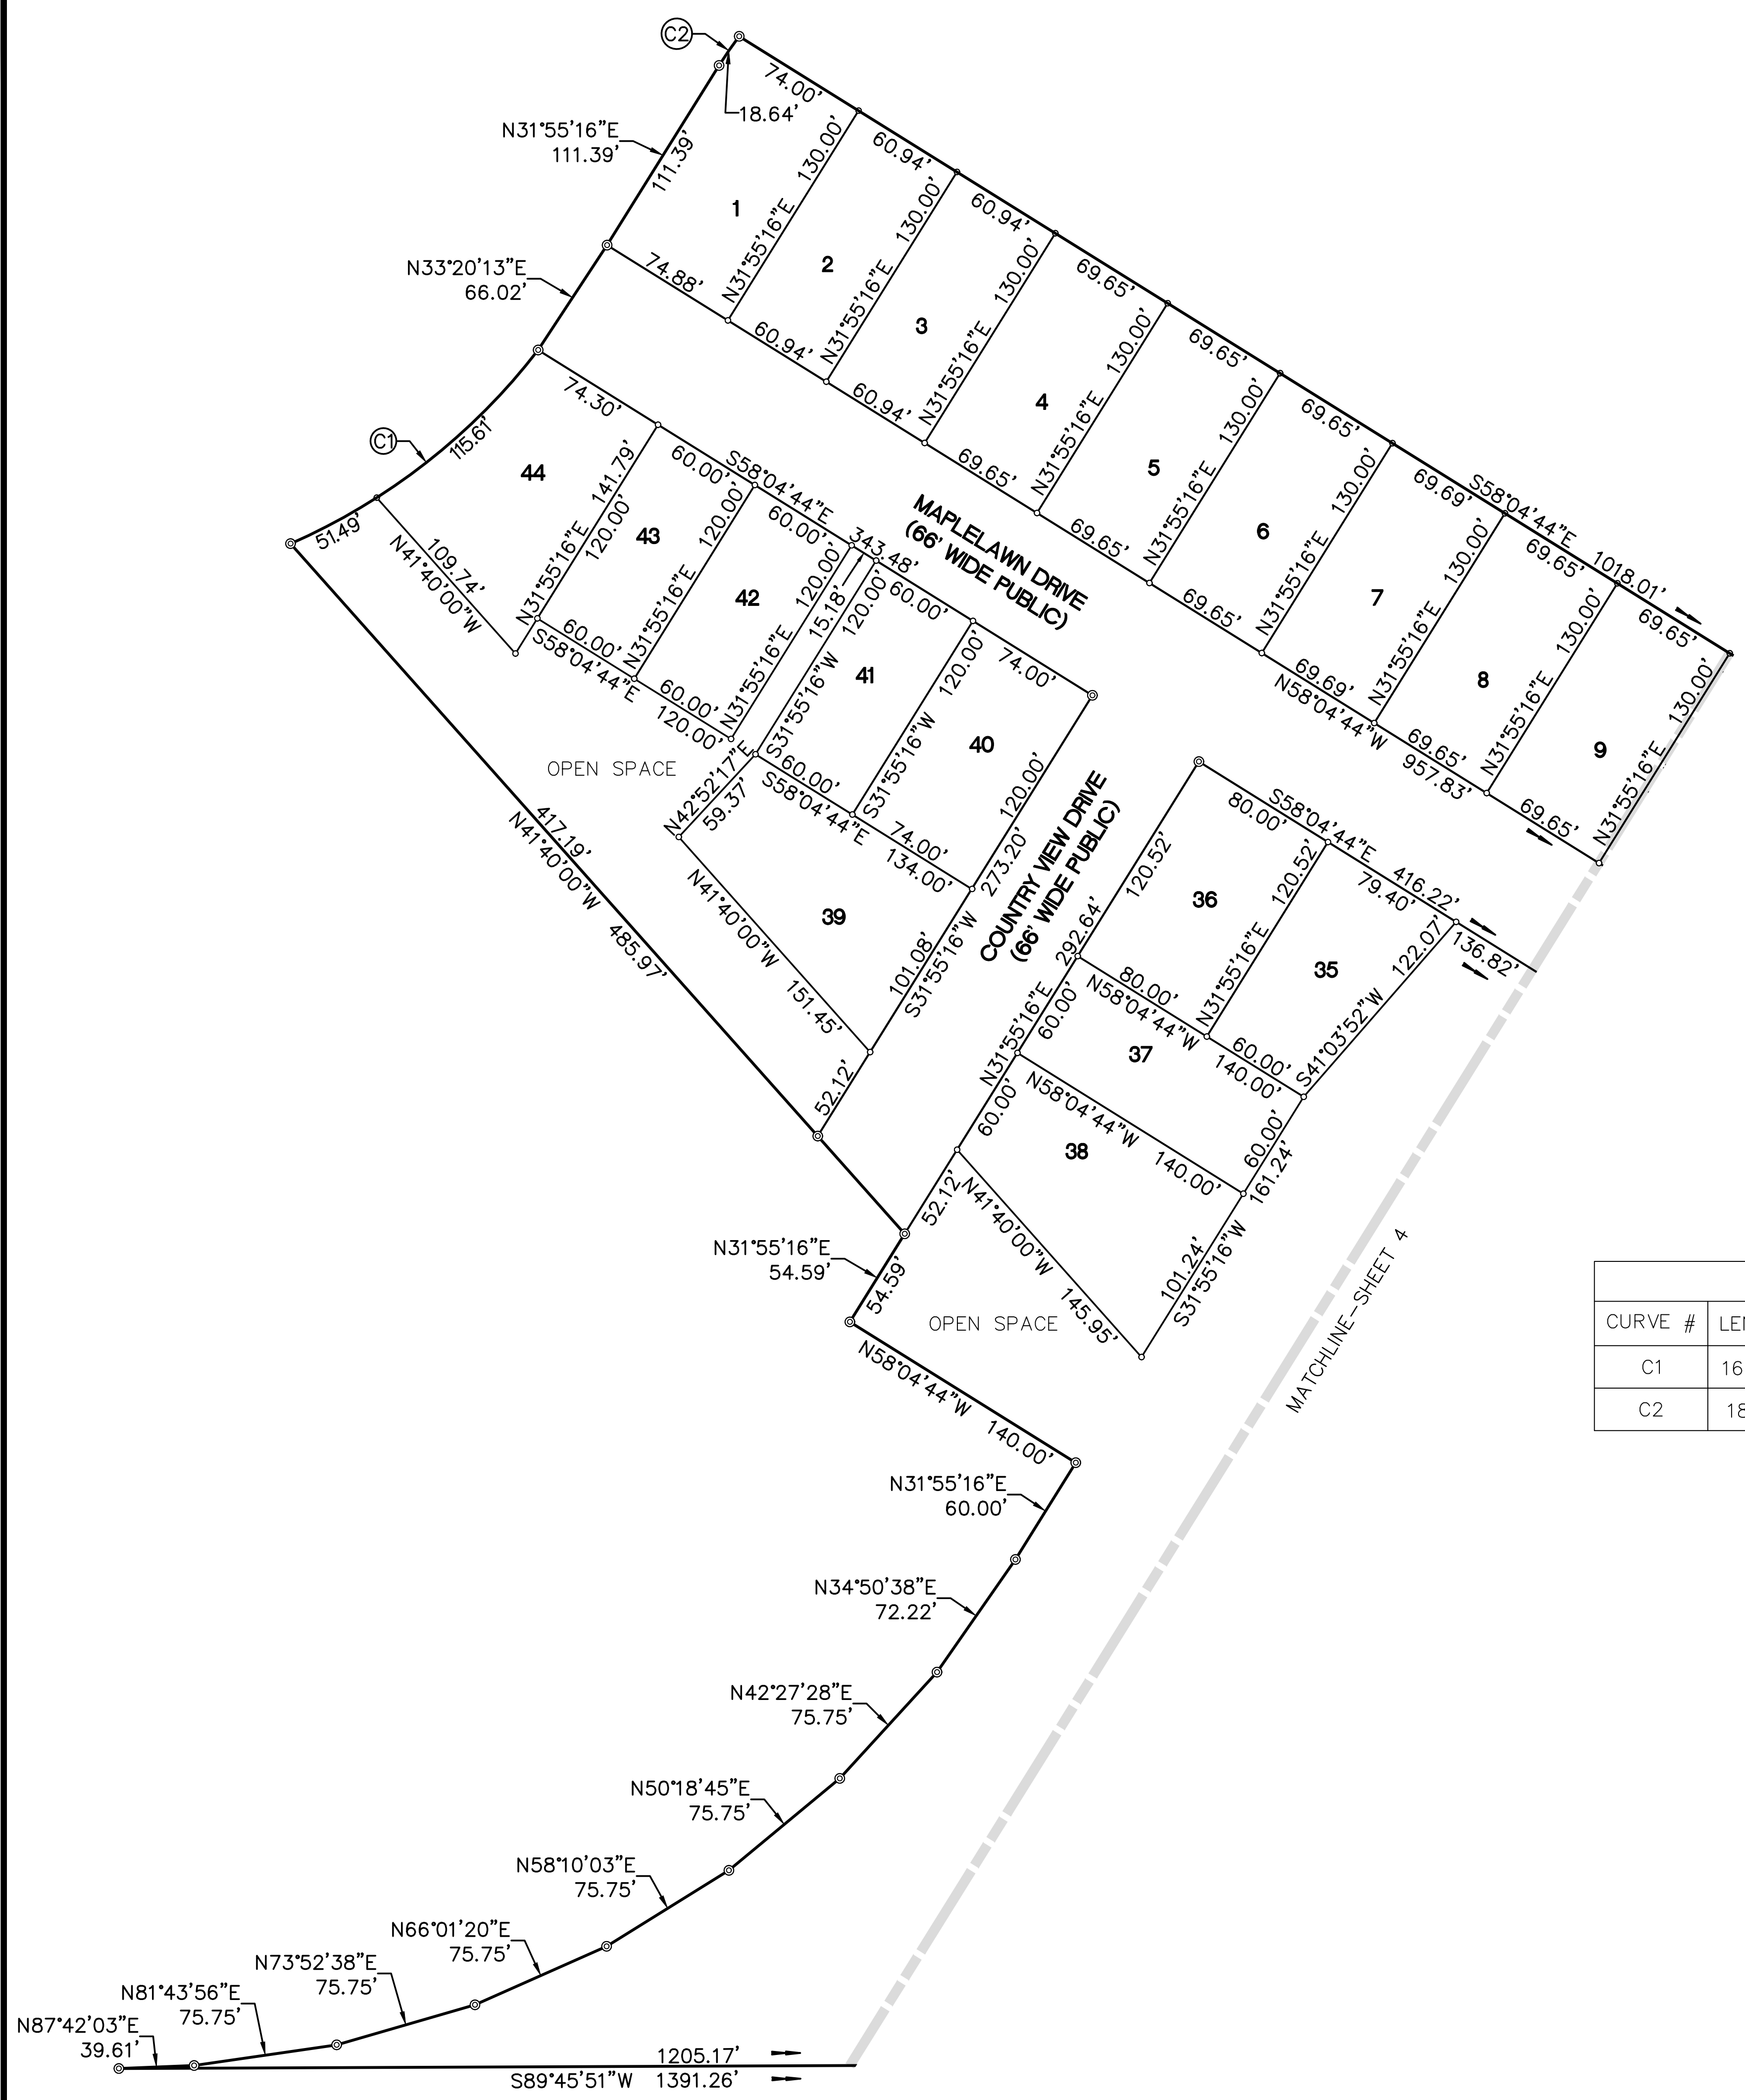 C2
74.00'
18.64'
N31°55'16"E
111.39'
111.39'
130.00'
N31°55'16"E
1
60.94'
130.00'
N31°55'16"E
2
60.94'
130.00'
N31°55'16"E
3
69.65'
130.00'
N31°55'16"E
4
69.65'
130.00'
N31°55'16"E
5
69.65'
130.00'
N31°55'16"E
6
69.69'
S58°04'44"E
1018.01'
130.00'
N31°55'16"E
7
69.65'
130.00'
N31°55'16"E
8
69.65'
130.00'
N31°55'16"E
9
N33°20'13"E
66.02'
74.88'
60.94'
60.94'
69.65'
69.65'
69.65'
69.69'
N58°04'44"W
957.83'
69.65'
69.65'
MAPLELAWN DRIVE
(66' WIDE PUBLIC)
C1
115.61'
51.49'
74.30'
44
141.79'
120.00'
N31°55'16"E
109.74'
N41°40'00"W
60.00'
S58°04'44"E
343.48'
43
120.00'
N31°55'16"E
60.00'
42
120.00'
N31°55'16"E
15.18'
120.00'
S31°55'16"W
60.00'
41
120.00'
S31°55'16"W
74.00'
40
120.00'
273.20'
S31°55'16"W
60.00'
S58°04'44"E
60.00'
120.00'
OPEN SPACE
N42°52'17"E
59.37'
60.00'
S58°04'44"E
74.00'
134.00'
39
N41°40'00"W
151.45'
101.08'
52.12'
417.19'
N41°40'00"W
485.97'
COUNTRY VIEW DRIVE
(66' WIDE PUBLIC)
80.00'
S58°04'44"E
79.40'
416.22'
136.82'
120.52'
292.64'
N31°55'16"E
36
120.52'
N31°55'16"E
35
122.07'
S41°03'52"W
80.00'
N58°04'44"W
60.00'
140.00'
60.00'
37
60.00'
161.24'
S31°55'16"W
N58°04'44"W
140.00'
60.00'
38
101.24'
N41°40'00"W
145.95'
52.12'
N31°55'16"E
54.59'
54.59'
OPEN SPACE
MATCHLINE-SHEET 4
N58°04'44"W
140.00'
CURVE #
C1
16
C2
18
N31°55'16"E
60.00'
N34°50'38"E
72.22'
N42°27'28"E
75.75'
N50°18'45"E
75.75'
N58°10'03"E
75.75'
N66°01'20"E
75.75'
N73°52'38"E
75.75'
N81°43'56"E
75.75'
N87°42'03"E
39.61'
1205.17'
S89°45'51"W 1391.26'